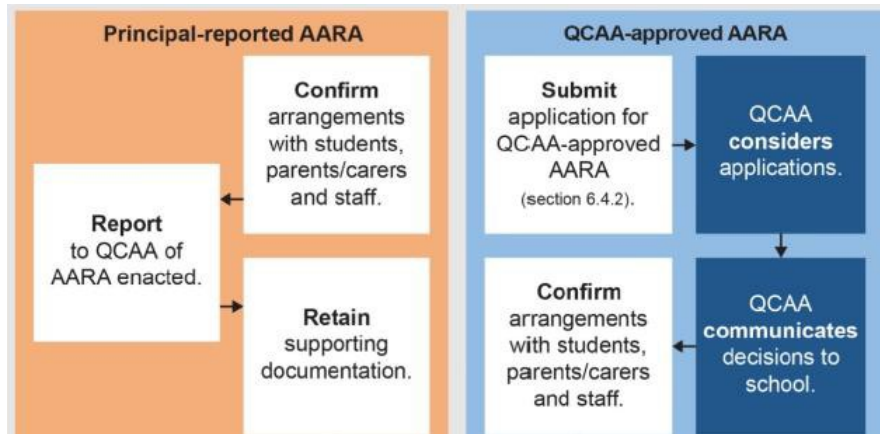 Principal-reported AARA
Confirm
arrangements
with students,
parents/carers
and staff.
Report
to QCAA of
AARA enacted.
Retain
supporting
documentation.
QCAA-approved AARA
Submit
application for
QCAA-approved
AARA
(section 6.4.2).
QCAA
considers
applications.
QCAA
communicates
decisions to
school.
Confirm
arrangements
with students,
parents/carers
and staff.